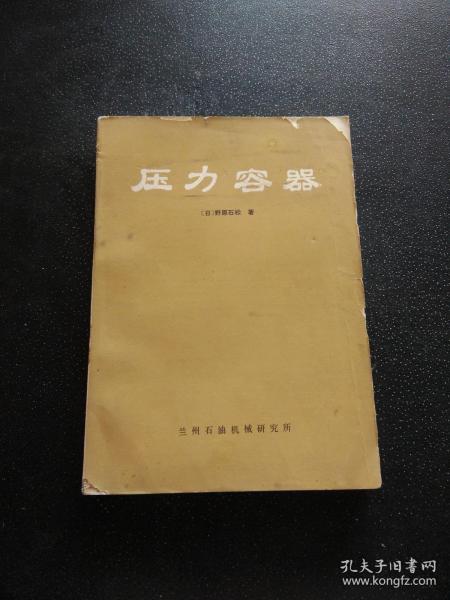 压力容器
〔日〕野原石松 著
兰州石油机械研究所
孔夫子旧书网
www.kongfz.com